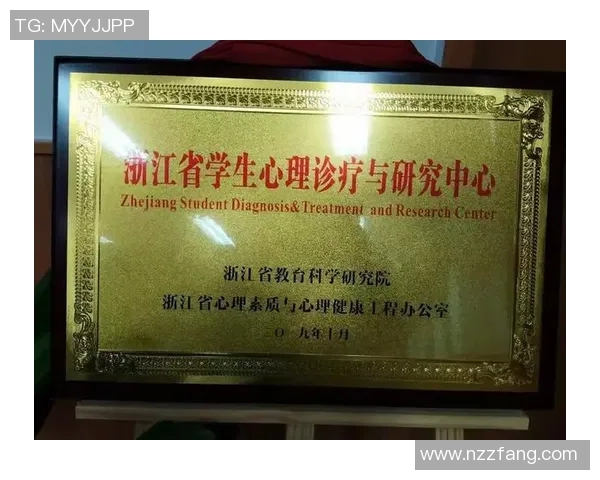 TG: MYYJJPP
浙江省学生心理诊疗与研究中心
Zhejiang Student Diagnosis&Treatment and Research Center
浙江省教育科学研究院
浙江省心理素质与心理健康工程办公室
二〇一九年十月
www.nzzfang.com